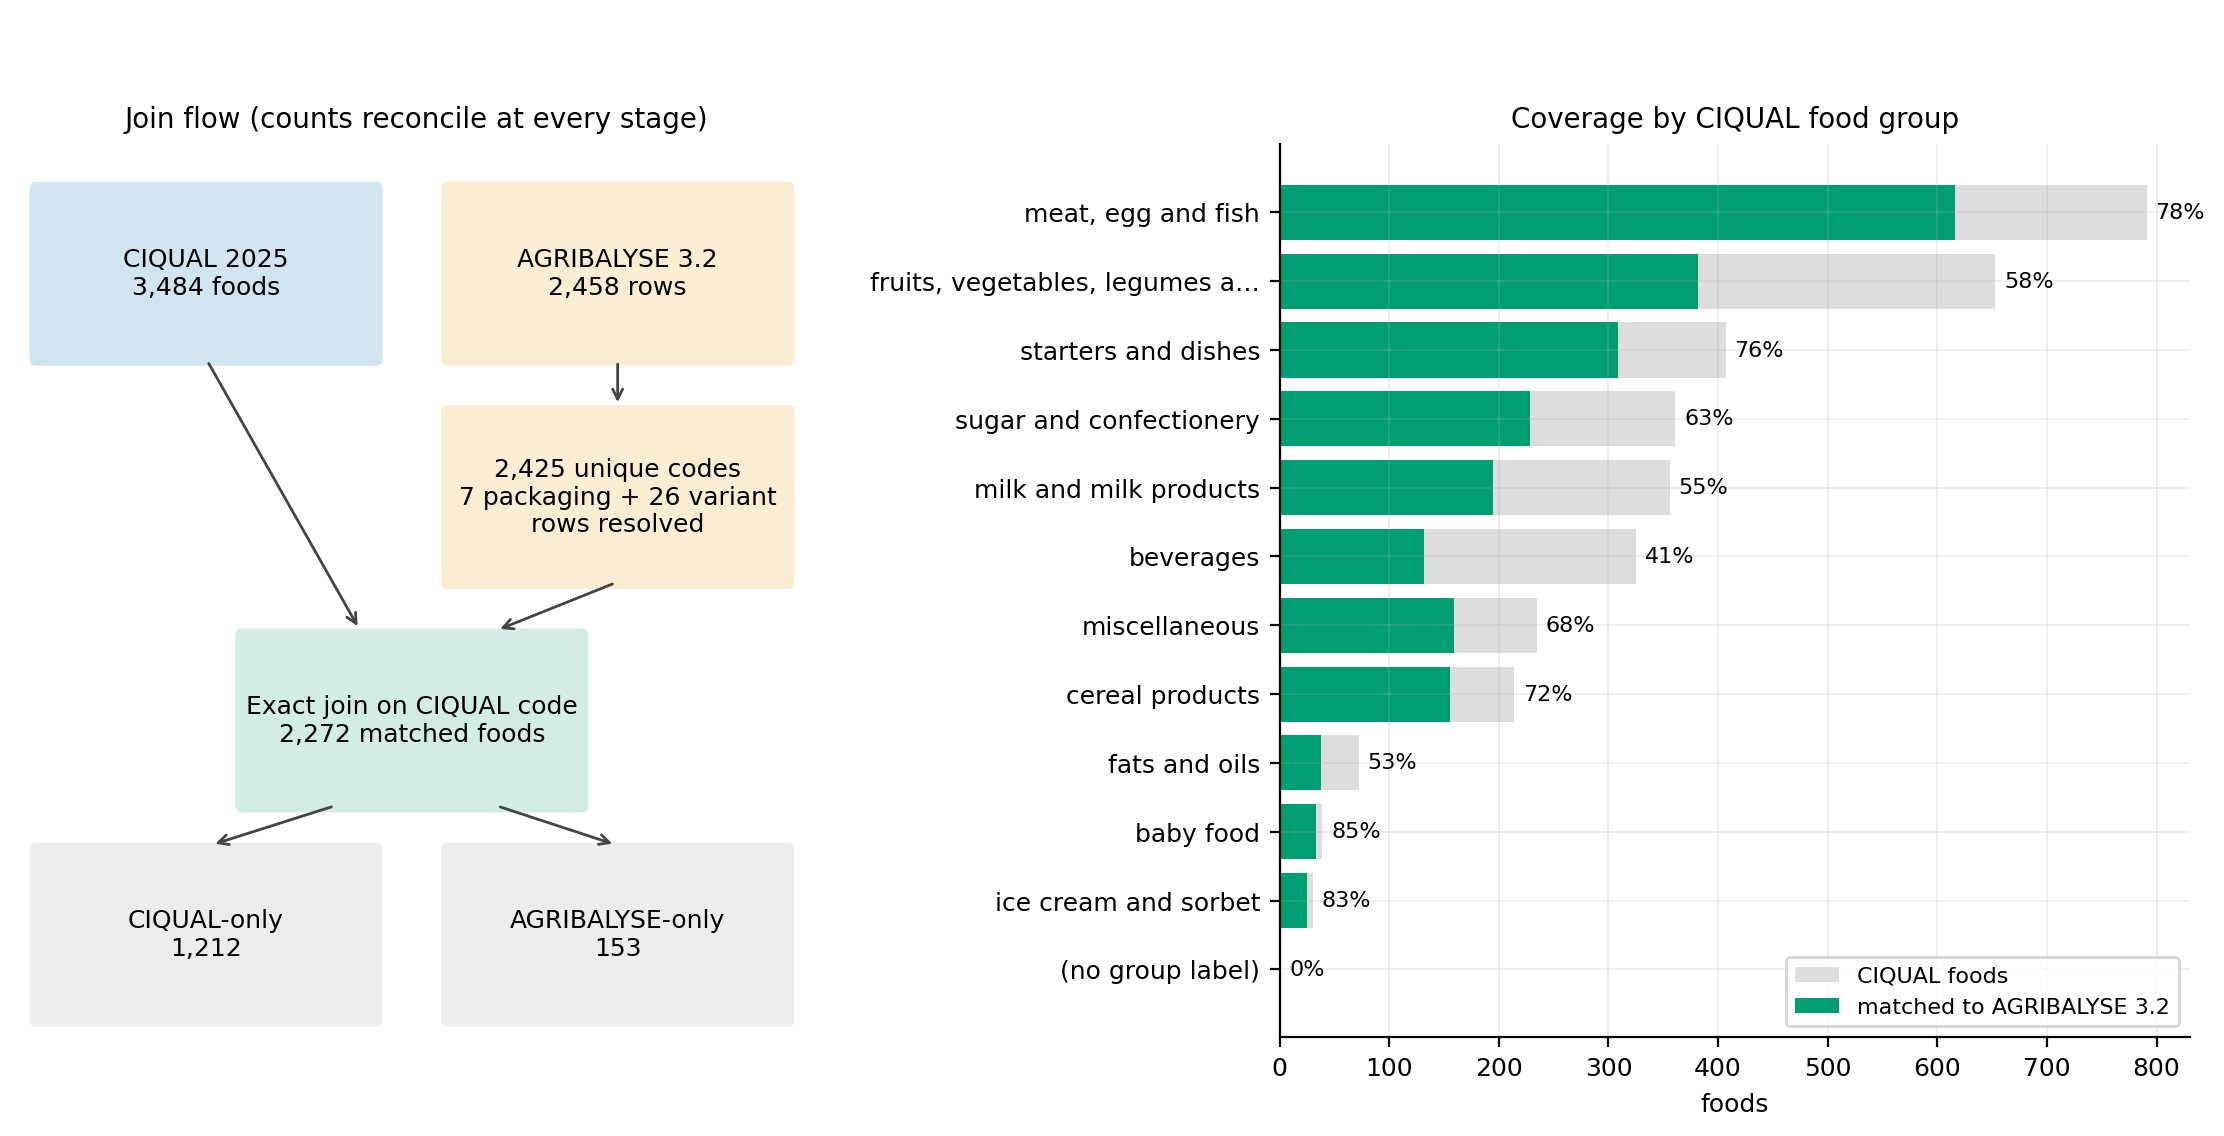 Join flow (counts reconcile at every stage)
CIQUAL 2025
3,484 foods
AGRIBALYSE 3.2
2,458 rows
2,425 unique codes
7 packaging + 26 variant
rows resolved
Exact join on CIQUAL code
2,272 matched foods
CIQUAL-only
1,212
AGRIBALYSE-only
153
Coverage by CIQUAL food group
meat, egg and fish
78%
fruits, vegetables, legumes a…
58%
starters and dishes
76%
sugar and confectionery
63%
milk and milk products
55%
beverages
41%
miscellaneous
68%
cereal products
72%
fats and oils
53%
baby food
85%
ice cream and sorbet
83%
(no group label)
0%
CIQUAL foods
matched to AGRIBALYSE 3.2
0 100 200 300 400 500 600 700 800
foods